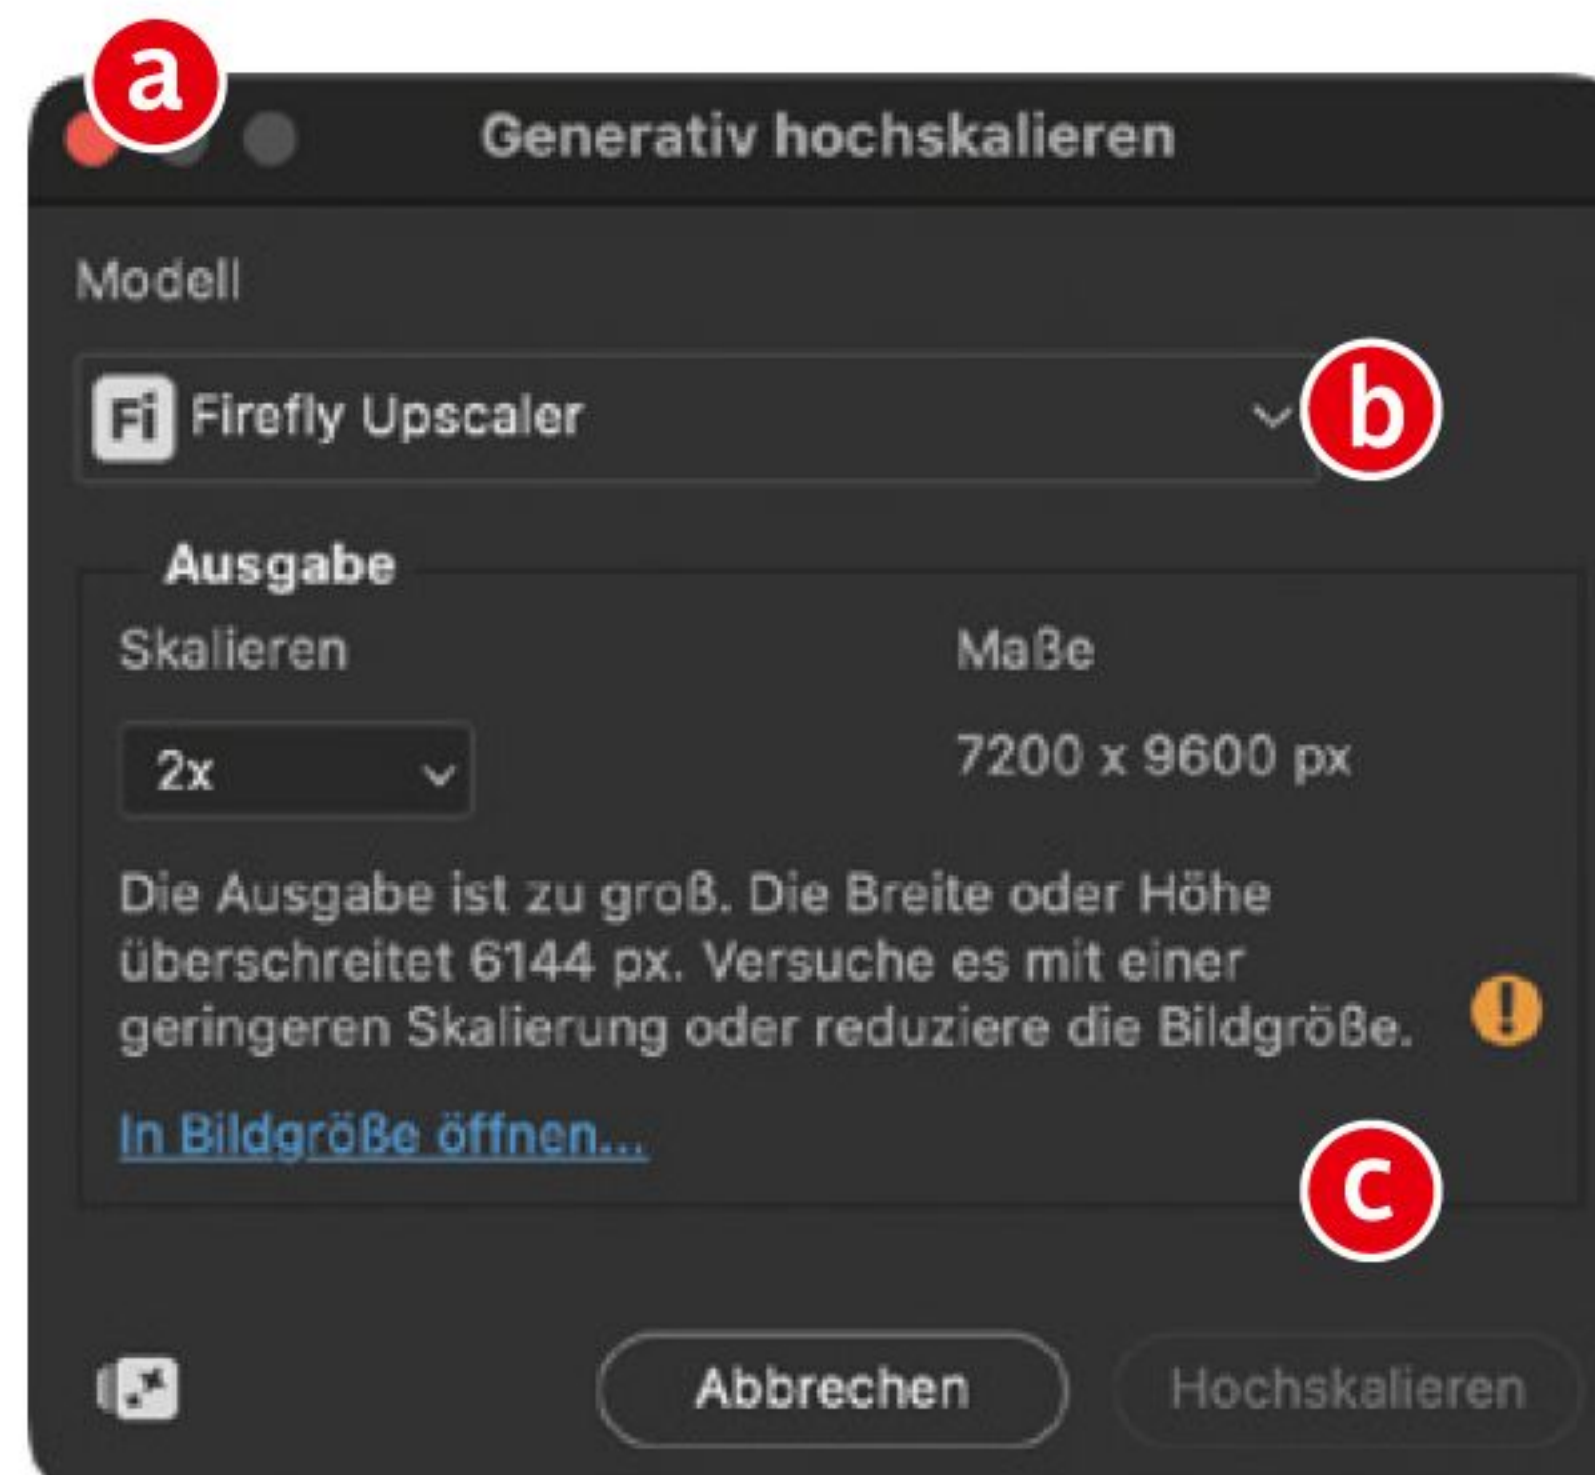 a
Generativ hochskalieren
Modell
Fi Firefly Upscaler
b
Ausgabe
Skalieren
Maße
2x
7200 x 9600 px
Die Ausgabe ist zu groß. Die Breite oder Höhe
überschreitet 6144 px. Versuche es mit einer
geringeren Skalierung oder reduziere die Bildgröße.
!
In Bildgröße öffnen...
c
Abbrechen
Hochskalieren